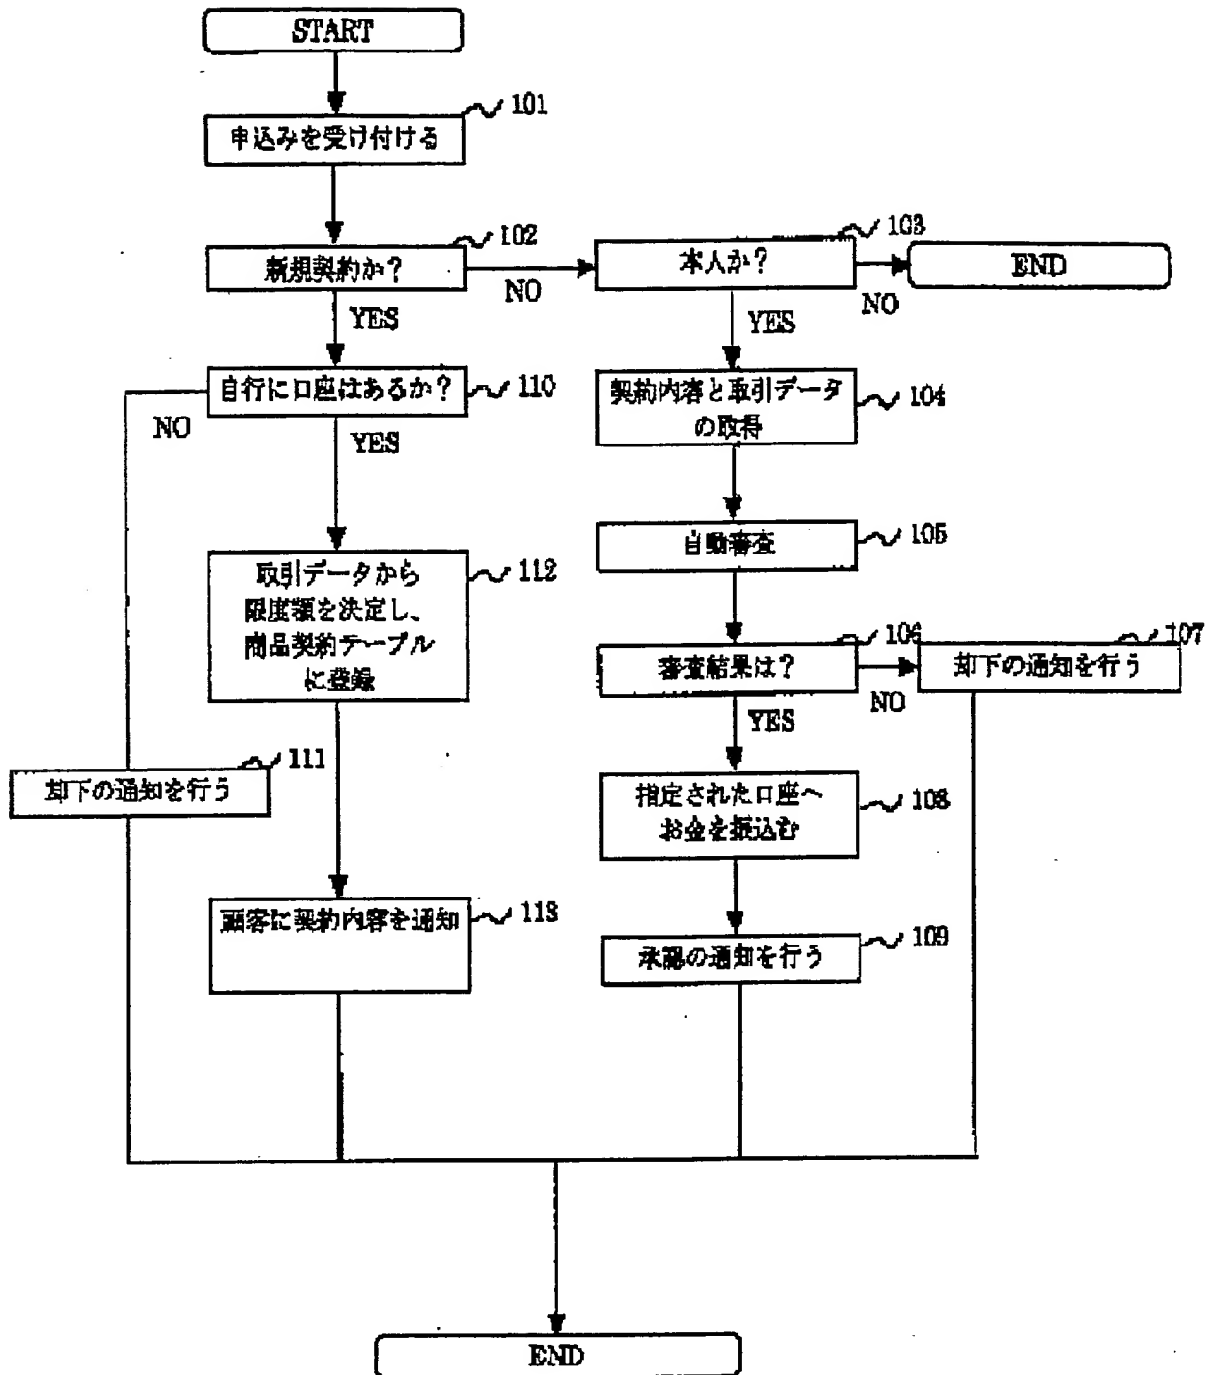 START
101
申込みを受け付ける
102
新規契約か?
NO
YES
103
本人か?
NO
END
YES
自行に口座はあるか?
110
NO
YES
契約内容と取引データ
の取得
104
自動審査
105
取引データから
限度額を決定し、
商品契約テーブル
に登録
112
106
審査結果は?
NO
YES
107
却下の通知を行う
111
却下の通知を行う
指定された口座へ
お金を振込む
108
顧客に契約内容を通知
113
承認の通知を行う
109
END